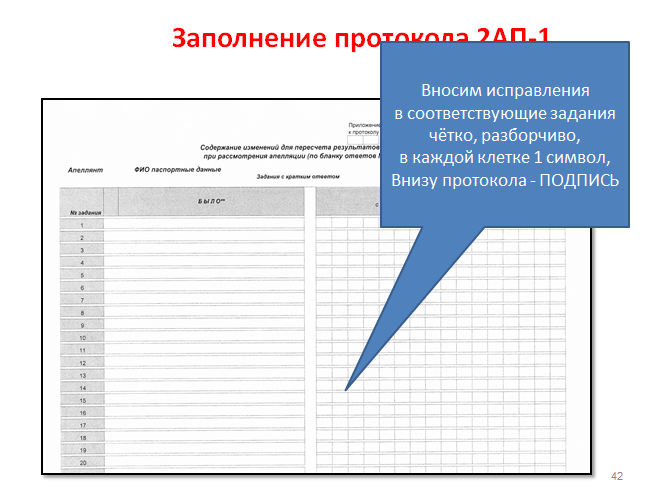 Заполнение протокола 2АП-1
Вносим исправления
в соответствующие задания
чётко, разборчиво,
в каждой клетке 1 символ,
Внизу протокола - ПОДПИСЬ
Приложение
к протоколу
Содержание изменений для пересчета результатов
при рассмотрения апелляции (по бланку ответов
Апеллянт
ФИО паспортные данные
Задания с кратким ответом
№ задания
Б Ы Л О**
с
1
2
3
4
5
6
7
8
9
10
11
12
13
14
15
16
17
18
19
20
42